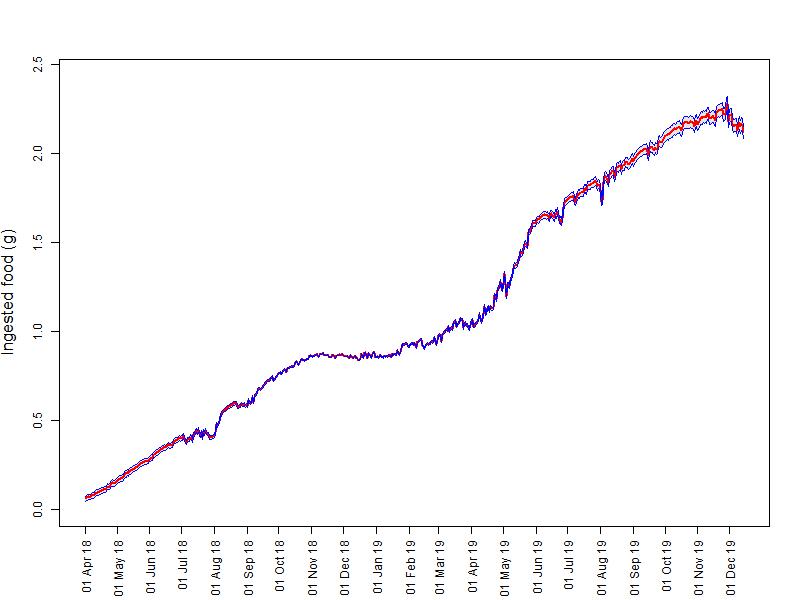 Ingested food (g)
2.5
2.0
1.5
1.0
0.5
0.0
01 Apr 18
01 May 18
01 Jun 18
01 Jul 18
01 Aug 18
01 Sep 18
01 Oct 18
01 Nov 18
01 Dec 18
01 Jan 19
01 Feb 19
01 Mar 19
01 Apr 19
01 May 19
01 Jun 19
01 Jul 19
01 Aug 19
01 Sep 19
01 Oct 19
01 Nov 19
01 Dec 19